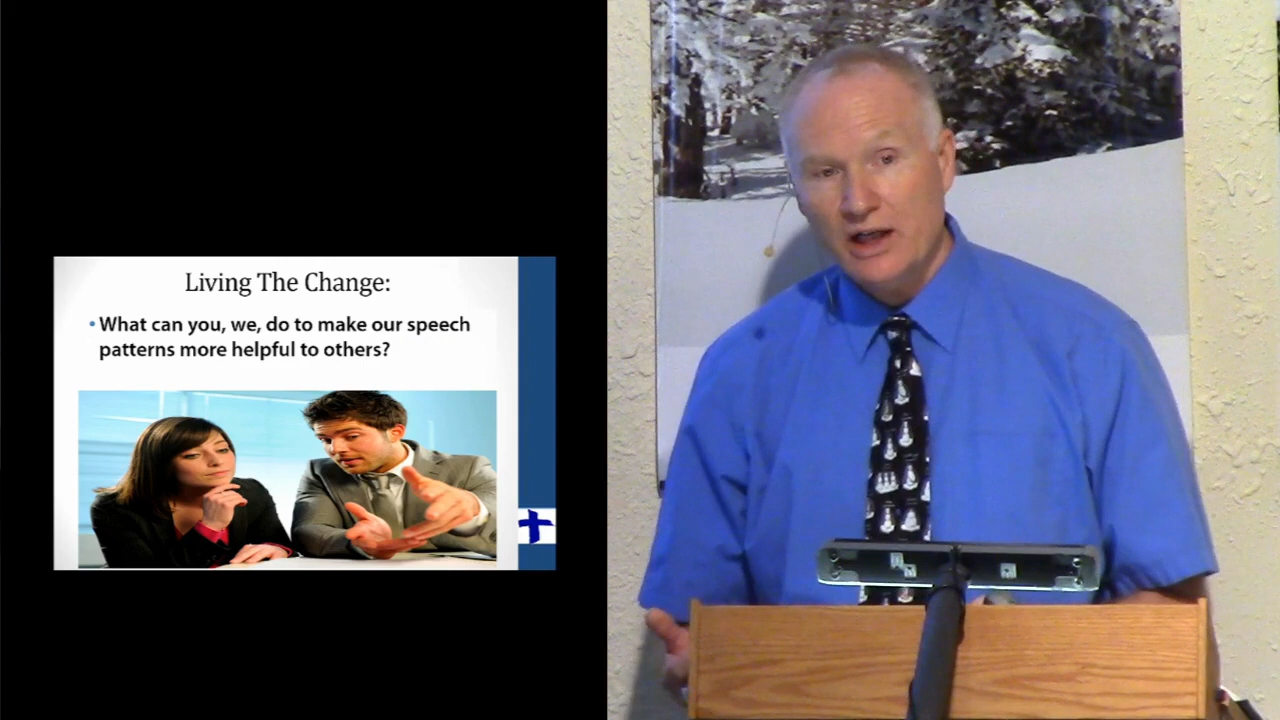 Living The Change:
• What can you, we, do to make our speech
patterns more helpful to others?